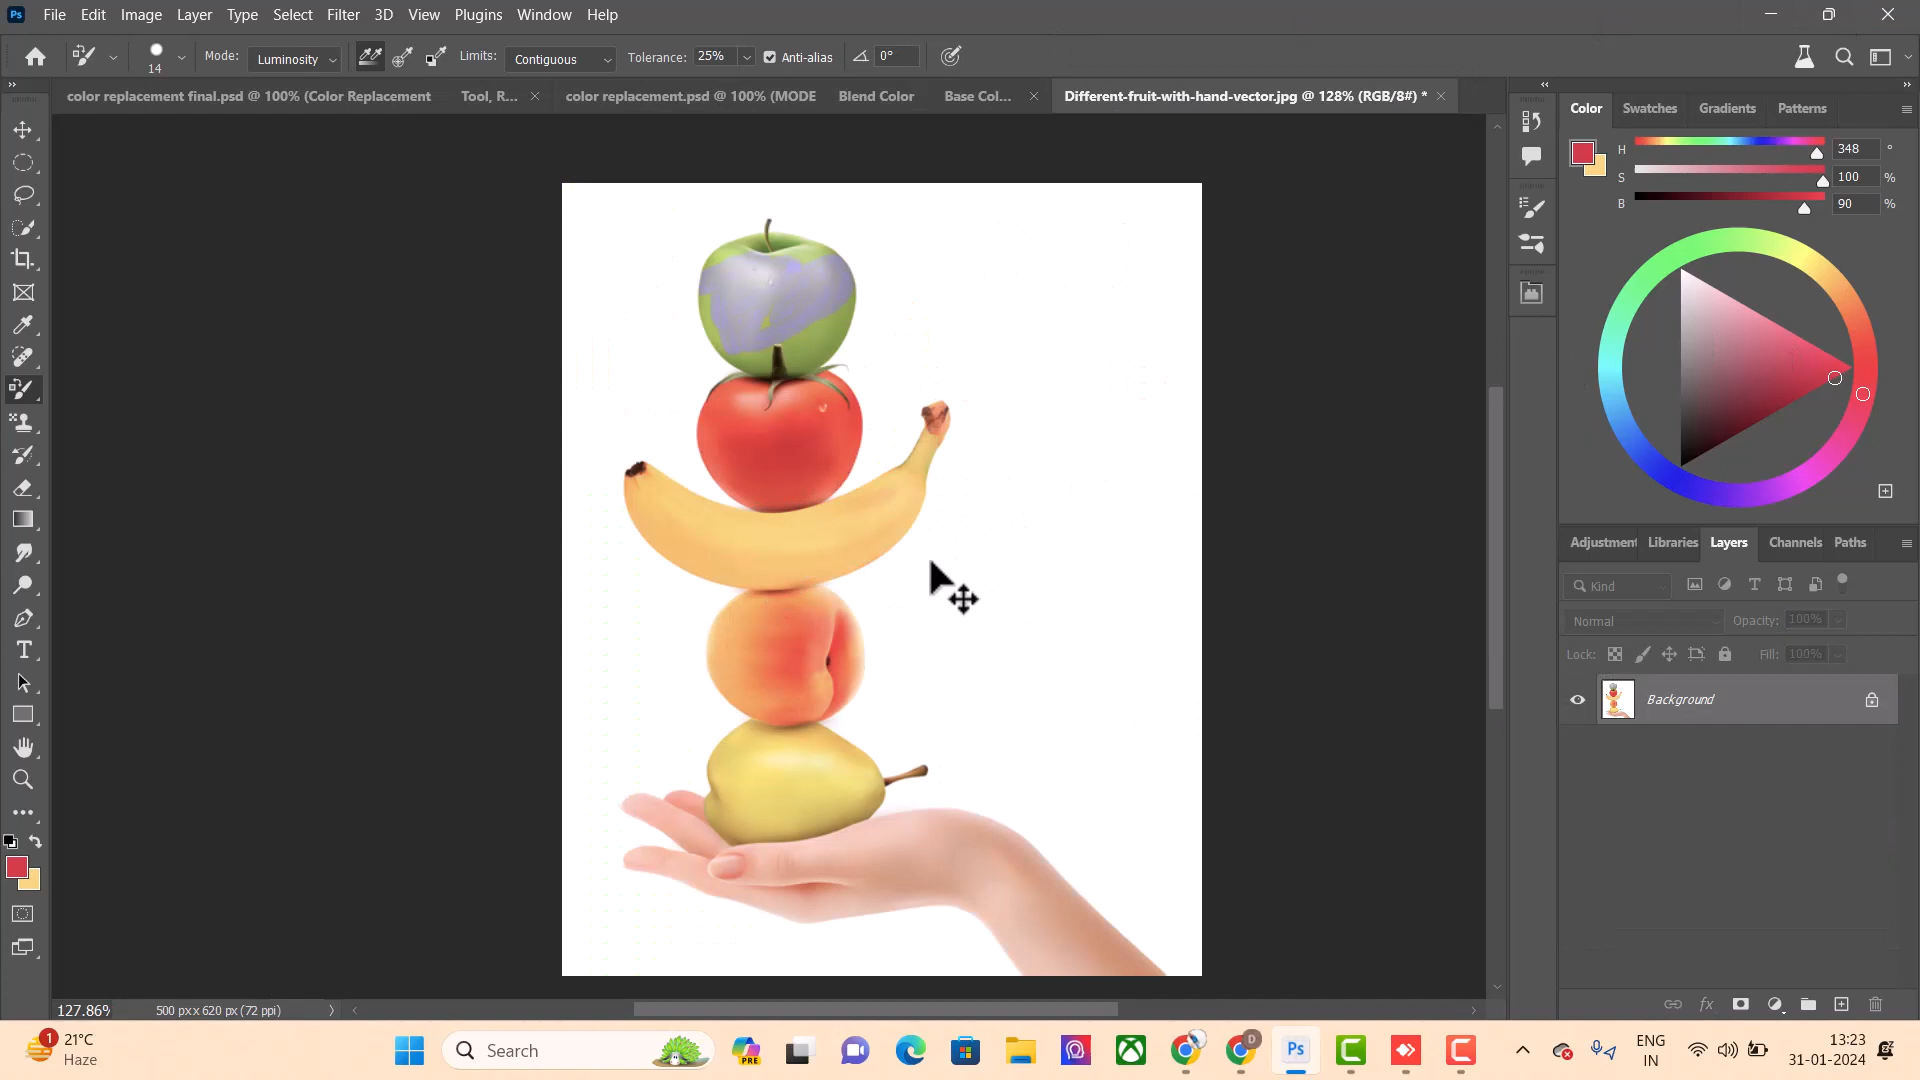 Ps File Edit Image Layer Type Select Filter 3D View Plugins Window Help
14 Mode: Luminosity Limits: Contiguous Tolerance: 25% Anti-alias 0°
color replacement final.psd @ 100% (Color Replacement Tool, R... color replacement.psd @ 100% (MODE Blend Color Base Col... Different-fruit-with-hand-vector.jpg @ 128% (RGB/8#) *
Color Swatches Gradients Patterns
H 348 °
S 100 %
B 90 %
Adjustment Libraries Layers Channels Paths
Kind
Normal Opacity: 100%
Lock: Fill: 100%
Background
fx
127.86% 500 px x 620 px (72 ppi)
1 21°C
Haze
Search
PRE
D
Ps
ENG
IN
13:23
31-01-2024